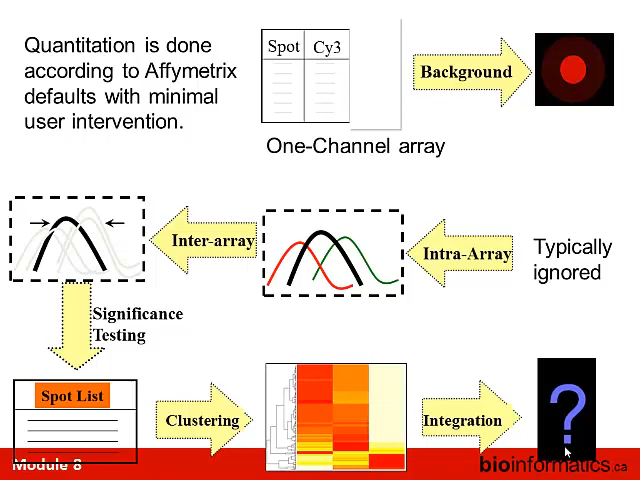 Quantitation is done
according to Affymetrix
defaults with minimal
user intervention.
Spot Cy3
Background
One-Channel array
Inter-array
Intra-Array
Typically
ignored
Significance
Testing
Spot List
Clustering
Integration
?
Module 8
bioinformatics.ca